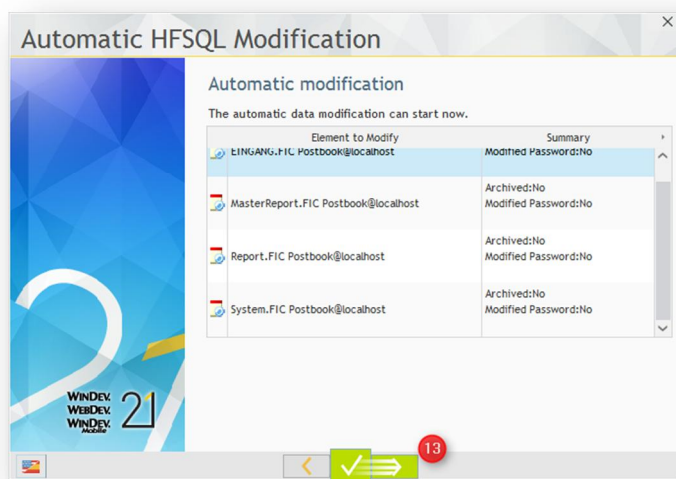 Automatic HFSQL Modification
Automatic modification
The automatic data modification can start now.
Element to Modify Summary
EINGANG.FIC Postbook@localhost Modified Password:No
Archived:No
MasterReport.FIC Postbook@localhost Modified Password:No
Archived:No
Report.FIC Postbook@localhost Modified Password:No
Archived:No
System.FIC Postbook@localhost Modified Password:No
WINDEV.
WEBDEV.
WINDEV.
Mobile
21
13